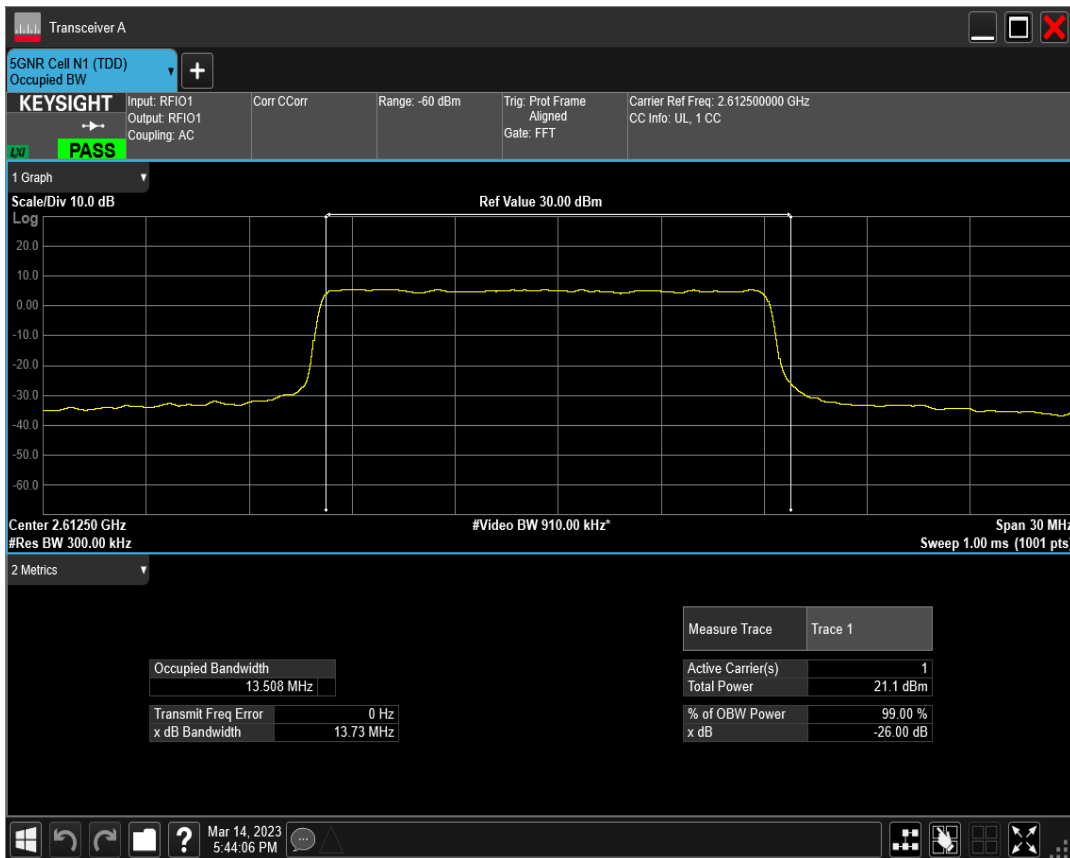 Transceiver A
5GNR Cell N1 (TDD)
Occupied BW
KEYSIGHT
LXI
PASS
Input: RFIO1
Output: RFIO1
Coupling: AC
Corr CCorr
Range: -60 dBm
Trig: Prot Frame
Aligned
Gate: FFT
Carrier Ref Freq: 2.612500000 GHz
CC Info: UL, 1 CC
1 Graph
Scale/Div 10.0 dB
Ref Value 30.00 dBm
Log
20.0
10.0
0.00
-10.0
-20.0
-30.0
-40.0
-50.0
-60.0
Center 2.61250 GHz
#Video BW 910.00 kHz*
Span 30 MHz
#Res BW 300.00 kHz
Sweep 1.00 ms (1001 pts)
2 Metrics
Measure Trace Trace 1
Occupied Bandwidth
13.508 MHz
Active Carrier(s) 1
Total Power 21.1 dBm
Transmit Freq Error 0 Hz
x dB Bandwidth 13.73 MHz
% of OBW Power 99.00 %
x dB -26.00 dB
?
Mar 14, 2023
5:44:06 PM